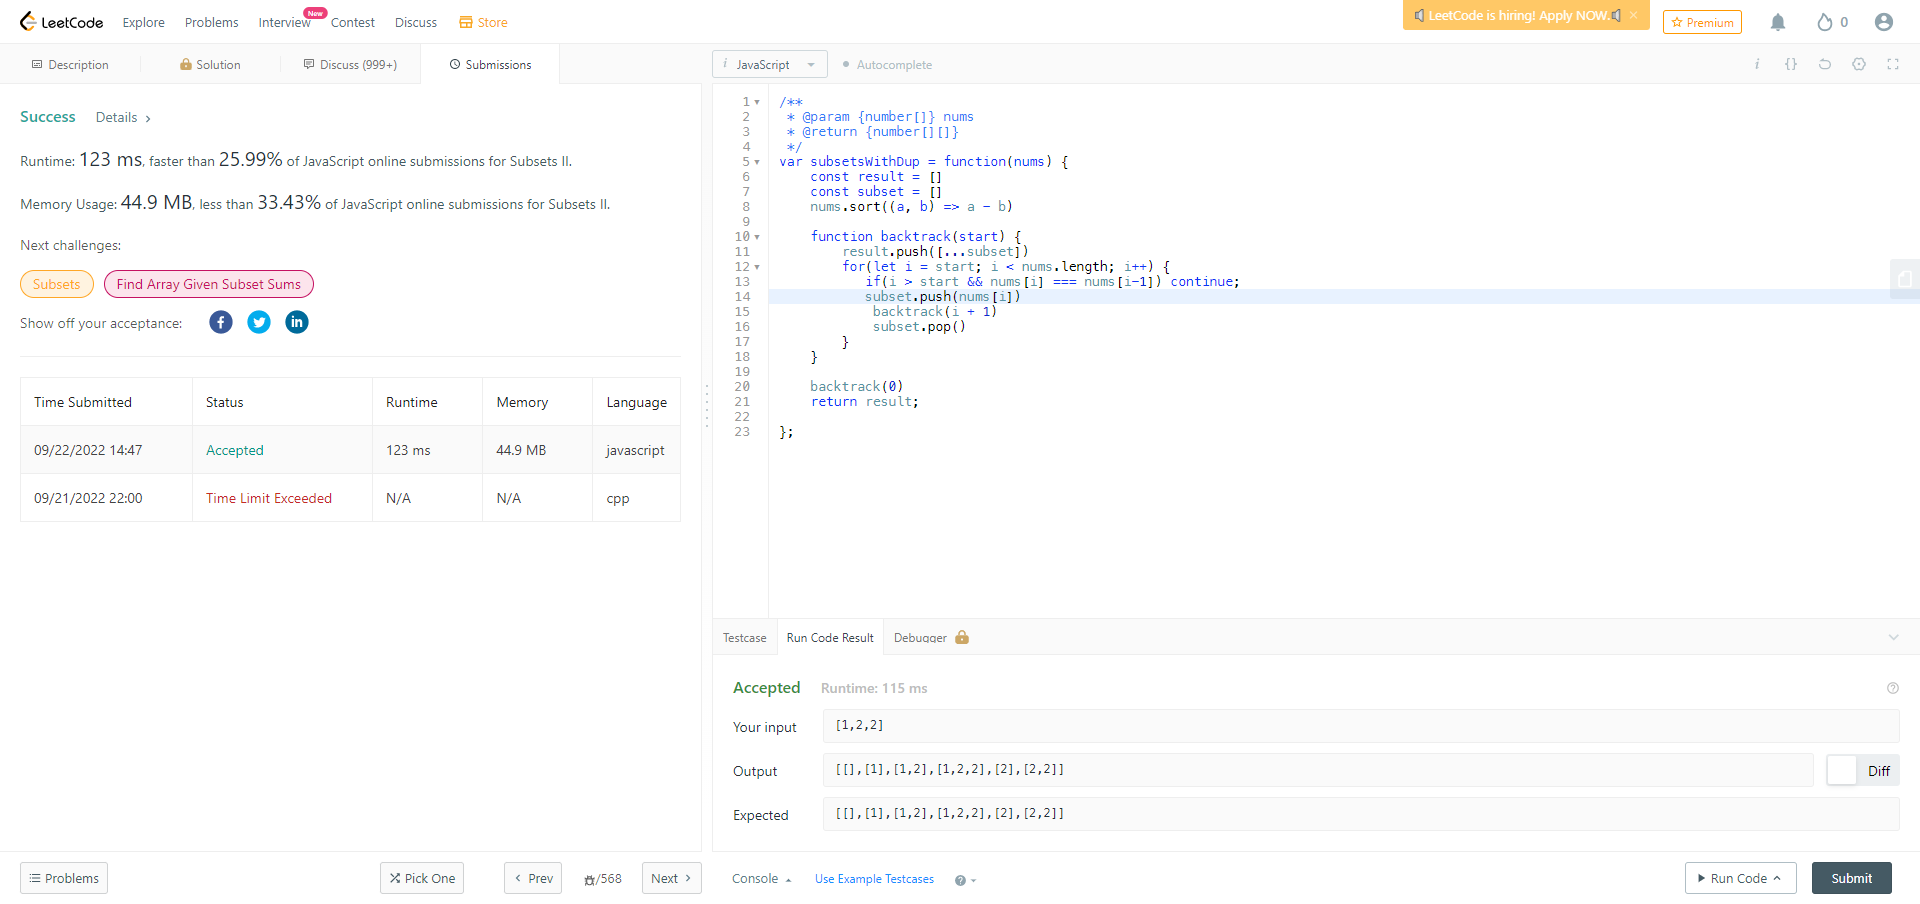 LeetCode Explore Problems Interview New Contest Discuss Store LeetCode is hiring! Apply NOW. Premium 0
Description Solution Discuss (999+) Submissions
Success Details
Runtime: 123 ms, faster than 25.99% of JavaScript online submissions for Subsets II.
Memory Usage: 44.9 MB, less than 33.43% of JavaScript online submissions for Subsets II.
Next challenges:
Subsets Find Array Given Subset Sums
Show off your acceptance:
Time Submitted Status Runtime Memory Language
09/22/2022 14:47 Accepted 123 ms 44.9 MB javascript
09/21/2022 22:00 Time Limit Exceeded N/A N/A cpp
Problems Pick One Prev /568 Next
i JavaScript Autocomplete i {}
1 /**
2  * @param {number[]} nums
3  * @return {number[][]}
4  */
5 var subsetsWithDup = function(nums) {
6     const result = []
7     const subset = []
8     nums.sort((a, b) => a - b)
9
10     function backtrack(start) {
11         result.push([...subset])
12         for(let i = start; i < nums.length; i++) {
13            if(i > start && nums[i] === nums[i-1]) continue;
14            subset.push(nums[i])
15             backtrack(i + 1)
16             subset.pop()
17         }
18     }
19
20     backtrack(0)
21     return result;
22
23 };
Testcase Run Code Result Debugger
Accepted Runtime: 115 ms
Your input [1,2,2]
Output [[],[1],[1,2],[1,2,2],[2],[2,2]] Diff
Expected [[],[1],[1,2],[1,2,2],[2],[2,2]]
Console Use Example Testcases ? Run Code Submit